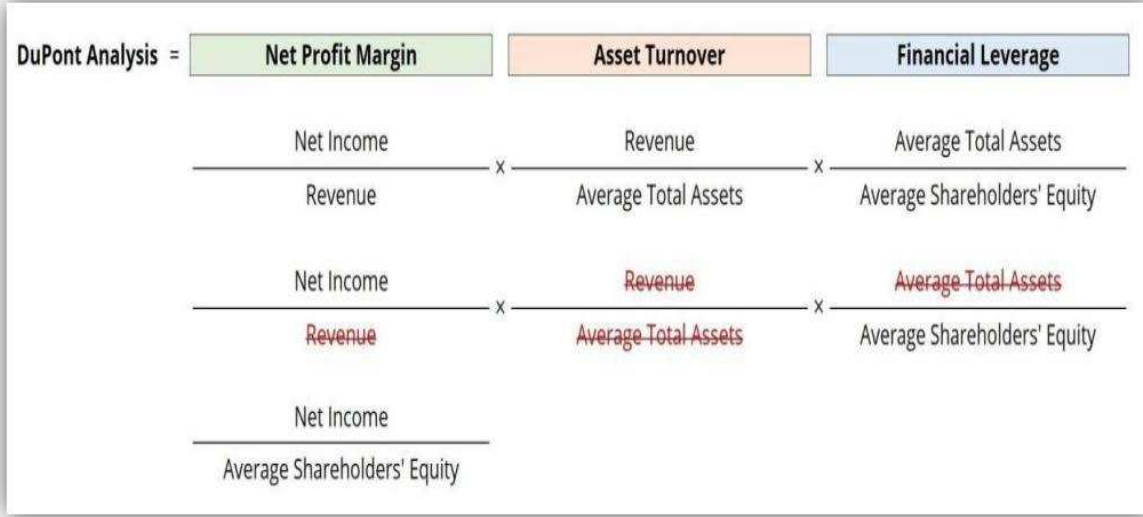 DuPont Analysis = Net Profit Margin Asset Turnover Financial Leverage
Net Income Revenue Average Total Assets
x x
Revenue Average Total Assets Average Shareholders' Equity
Net Income Revenue Average Total Assets
x x
Revenue Average Total Assets Average Shareholders' Equity
Net Income
Average Shareholders' Equity